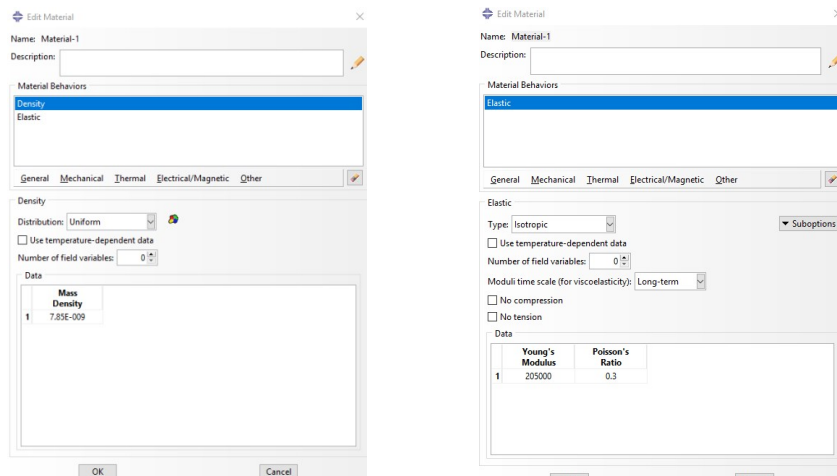 Edit Material
Name: Material-1
Description:
Material Behaviors
Density
Elastic
General Mechanical Thermal Electrical/Magnetic Other
Density
Distribution: Uniform
Use temperature-dependent data
Number of field variables: 0
Data
Mass
Density
1 7.85E-009
OK Cancel
Edit Material
Name: Material-1
Description:
Material Behaviors
Elastic
General Mechanical Thermal Electrical/Magnetic Other
Elastic
Type: Isotropic
Suboptions
Use temperature-dependent data
Number of field variables: 0
Moduli time scale (for viscoelasticity): Long-term
No compression
No tension
Data
Young's Poisson's
Modulus Ratio
1 205000 0.3